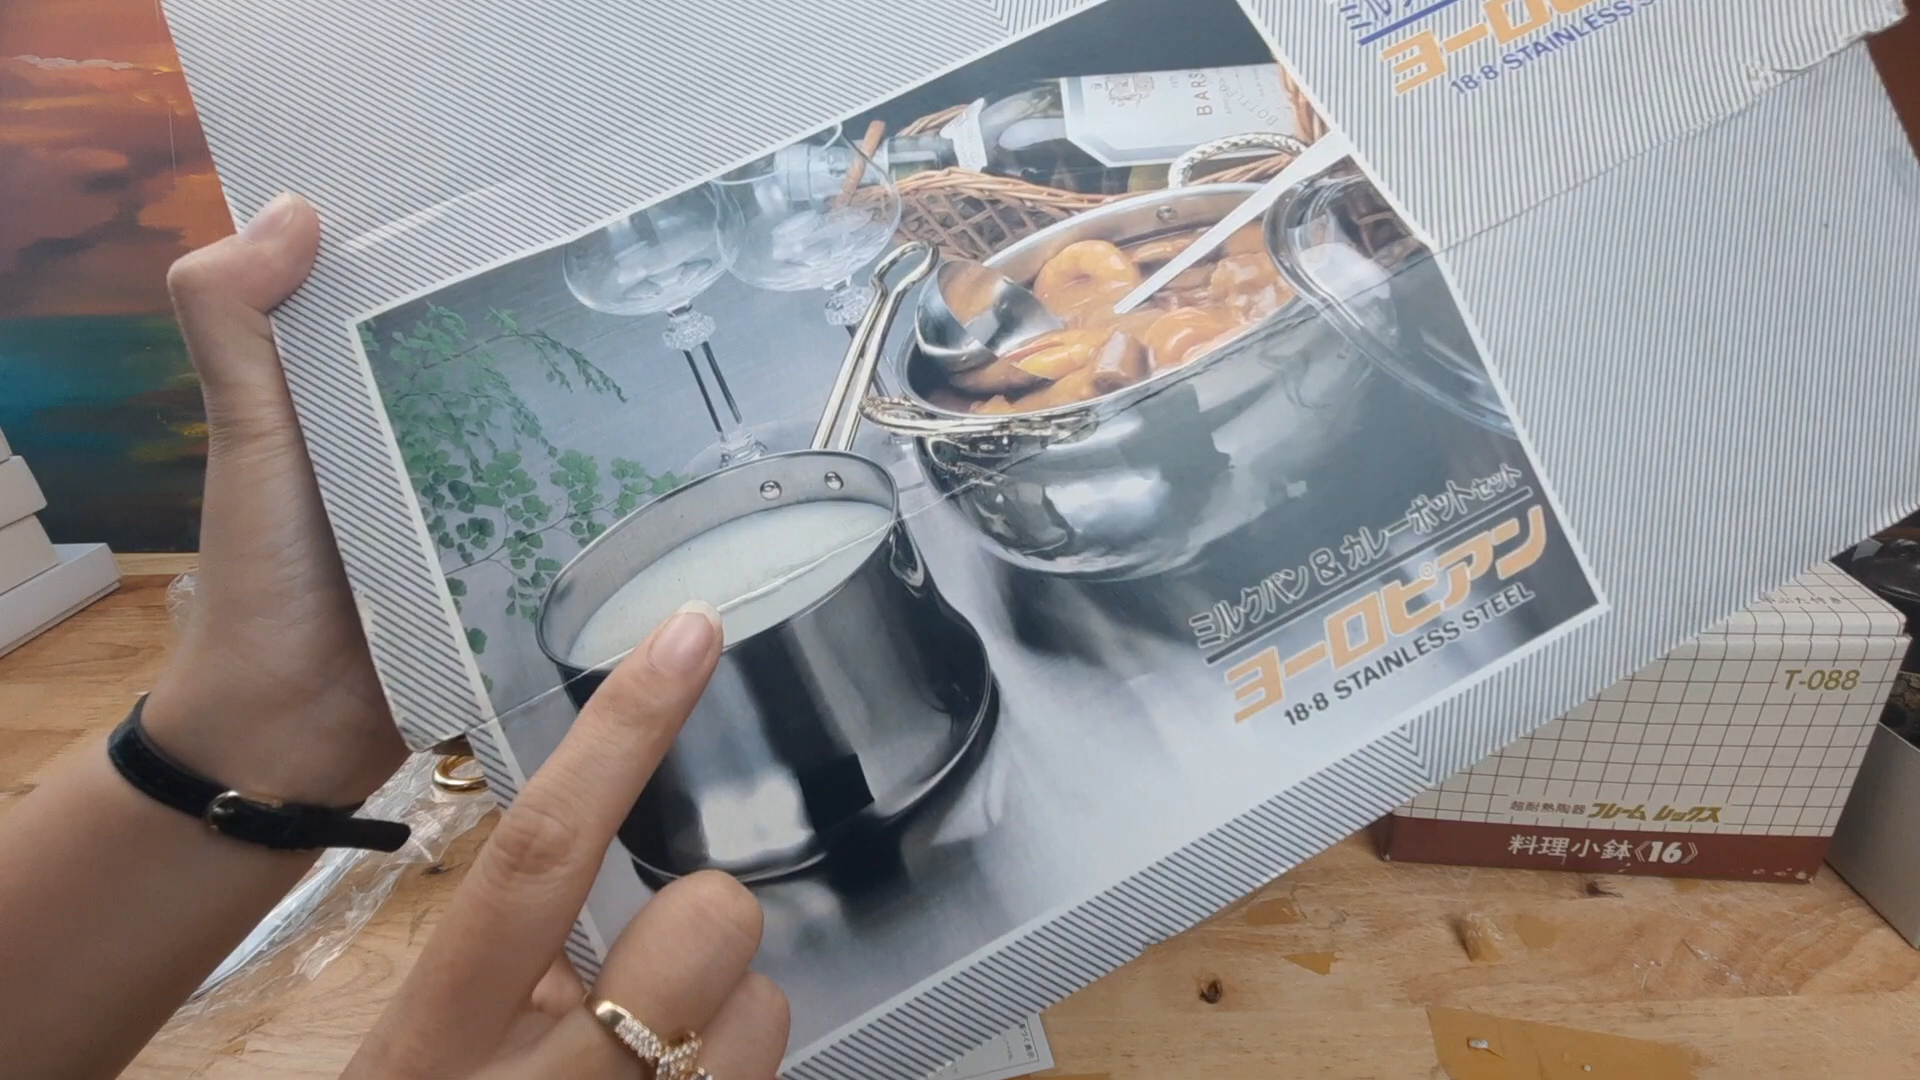 ヨーロ
18·8 STAINLESS S
BARS
BOTTLE
ミルクパン&カレーポットセット
ヨーロピアン
18·8 STAINLESS STEEL
T-088
超耐熱陶器 フレームレックス
料理小鉢《16》